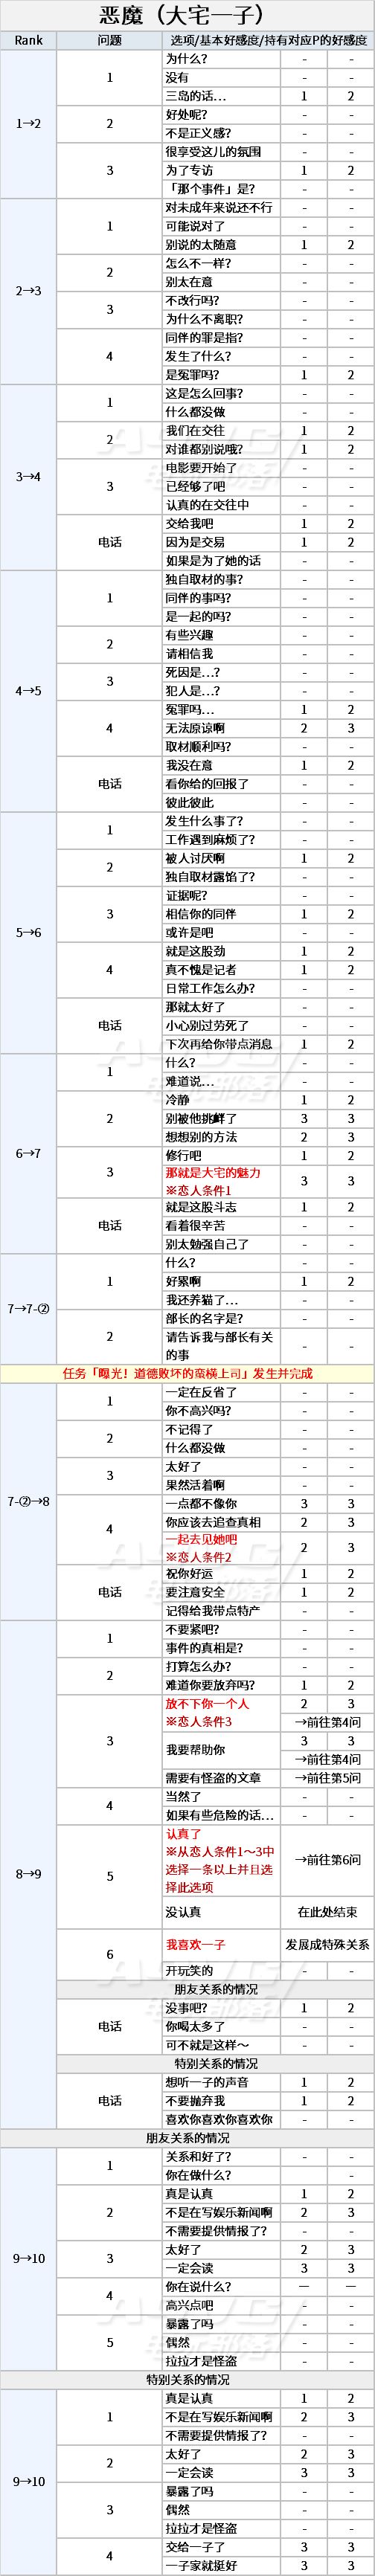 恶魔（大宅一子）
Rank 问题 选项/基本好感度/持有对应P的好感度
1→2
1
为什么? - -
没有 - -
三岛的话… 1 2
2
好处呢? - -
不是正义感? - -
3
很享受这儿的氛围 - -
为了专访 1 2
「那个事件」是? - -
2→3
1
对未成年来说还不行 - -
可能说对了 - -
别说的太随意 1 2
2
怎么不一样? - -
别太在意 - -
3
不改行吗? - -
为什么不离职? - -
4
同伴的罪是指? - -
发生了什么? - -
是冤罪吗? 1 2
3→4
1
这是怎么回事? - -
什么都没做 - -
2
我们在交往 1 2
对谁都别说哦? 1 2
3
电影要开始了 - -
已经够了吧 - -
认真的在交往中 - -
电话
交给我吧 1 2
因为是交易 1 2
如果是为了她的话 - -
4→5
1
独自取材的事? - -
同伴的事吗? - -
是一起的吗? - -
2
有些兴趣 - -
请相信我 - -
3
死因是…? - -
犯人是…? - -
4
冤罪吗… 1 2
无法原谅啊 2 3
取材顺利吗? - -
电话
我没在意 1 2
看你给的回报了 - -
彼此彼此 - -
5→6
1
发生什么事了? - -
工作遇到麻烦了? - -
2
被人讨厌啊 1 2
独自取材露馅了? - -
3
证据呢? - -
相信你的同伴 1 2
或许是吧 - -
4
就是这股劲 1 2
真不愧是记者 1 2
日常工作怎么办? - -
电话
那就太好了 - -
小心别过劳死了 - -
下次再给你带点消息 1 2
6→7
1
什么? - -
难道说… - -
2
冷静 1 2
别被他挑衅了 3 3
想想别的方法 2 3
3
修行吧 1 2
那就是大宅的魅力
※恋人条件1 3 3
电话
就是这股斗志 1 2
看着很辛苦 - -
别太勉强自己了 - -
7→7-②
1
什么? - -
好累啊 1 2
我还养猫了… - -
2
部长的名字是? - -
请告诉我与部长有关
的事 - -
任务「曝光！道德败坏的蛮横上司」发生并完成
7-②→8
1
一定在反省了 - -
你不高兴吗? - -
2
不记得了 - -
什么都没做 - -
3
太好了 - -
果然活着啊 - -
4
一点都不像你 3 3
你应该去追查真相 2 3
一起去见她吧
※恋人条件2 2 3
电话
祝你好运 1 2
要注意安全 1 2
记得给我带点特产 - -
8→9
1
不要紧吧? - -
事件的真相是? - -
2
打算怎么办? - -
难道你要放弃吗? 1 2
3
放不下你一个人 2 3
※恋人条件3 →前往第4问
我要帮助你 3 3
→前往第4问
需要有怪盗的文章 →前往第5问
4
当然了 - -
如果有些危险的话… - -
5
认真了
※从恋人条件1～3中
选择一条以上并且选
择此选项 →前往第6问
没认真 在此处结束
6
我喜欢一子 发展成特殊关系
开玩笑的 - -
朋友关系的情况
电话
没事吧? 1 2
你喝太多了 - -
可不就是这样～ - -
特别关系的情况
电话
想听一子的声音 1 2
不要抛弃我 1 2
喜欢你喜欢你喜欢你 - -
朋友关系的情况
9→10
1
关系和好了? - -
你在做什么? -
2
真是认真 1 2
不是在写娱乐新闻啊 2 3
不需要提供情报了? - -
3
太好了 2 3
一定会读 3 3
4
你在说什么? — —
高兴点吧 - -
5
暴露了吗 - -
偶然 - -
拉拉才是怪盗 - -
特别关系的情况
9→10
1
真是认真 1 2
不是在写娱乐新闻啊 2 3
不需要提供情报了? - -
2
太好了 2 3
一定会读 3 3
3
暴露了吗 - -
偶然 - -
拉拉才是怪盗 - -
4
交给一子了 3 3
一子家就挺好 3 3